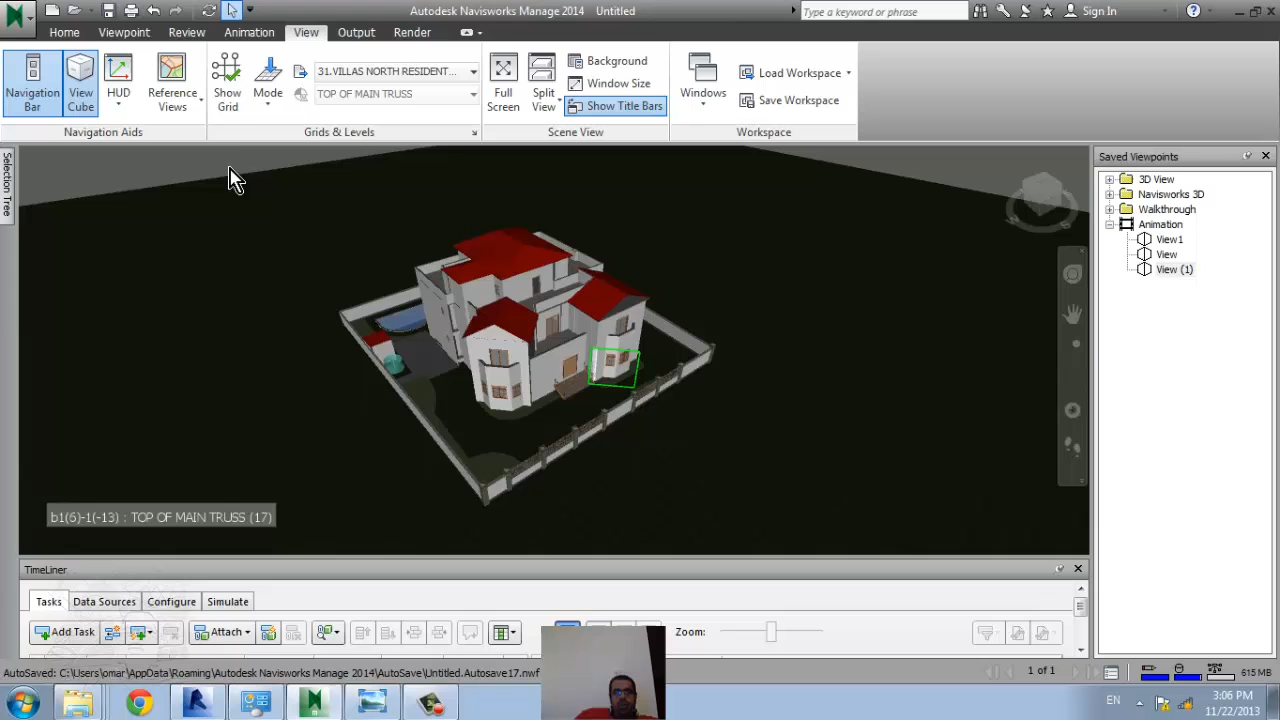 Autodesk Navisworks Manage 2014 Untitled
Type a keyword or phrase
Sign In
Home Viewpoint Review Animation View Output Render
Navigation Bar
View Cube
HUD
Reference Views
Navigation Aids
Show Grid
Mode
31.VILLAS NORTH RESIDENT...
TOP OF MAIN TRUSS
Grids & Levels
Full Screen
Split View
Background
Window Size
Show Title Bars
Scene View
Windows
Load Workspace
Save Workspace
Workspace
Selection Tree
Saved Viewpoints
3D View
Navisworks 3D
Walkthrough
Animation
View1
View
View (1)
b1(6)-1(-13) : TOP OF MAIN TRUSS (17)
TimeLiner
Tasks Data Sources Configure Simulate
Add Task Attach Zoom:
AutoSaved: C:\Users\omar\AppData\Roaming\Autodesk Navisworks Manage 2014\AutoSave\Untitled.Autosave17.nwf
1 of 1
615 MB
EN
3:06 PM
11/22/2013